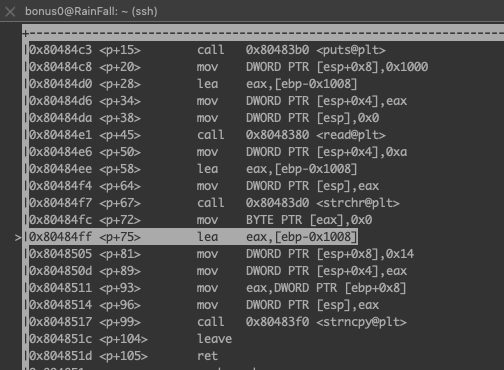 bonus0@RainFall: ~ (ssh)
0x80484c3 <p+15> call 0x80483b0 <puts@plt>
0x80484c8 <p+20> mov DWORD PTR [esp+0x8],0x1000
0x80484d0 <p+28> lea eax,[ebp-0x1008]
0x80484d6 <p+34> mov DWORD PTR [esp+0x4],eax
0x80484da <p+38> mov DWORD PTR [esp],0x0
0x80484e1 <p+45> call 0x8048380 <read@plt>
0x80484e6 <p+50> mov DWORD PTR [esp+0x4],0xa
0x80484ee <p+58> lea eax,[ebp-0x1008]
0x80484f4 <p+64> mov DWORD PTR [esp],eax
0x80484f7 <p+67> call 0x80483d0 <strchr@plt>
0x80484fc <p+72> mov BYTE PTR [eax],0x0
>0x80484ff <p+75> lea eax,[ebp-0x1008]
0x8048505 <p+81> mov DWORD PTR [esp+0x8],0x14
0x804850d <p+89> mov DWORD PTR [esp+0x4],eax
0x8048511 <p+93> mov eax,DWORD PTR [ebp+0x8]
0x8048514 <p+96> mov DWORD PTR [esp],eax
0x8048517 <p+99> call 0x80483f0 <strncpy@plt>
0x804851c <p+104> leave
0x804851d <p+105> ret